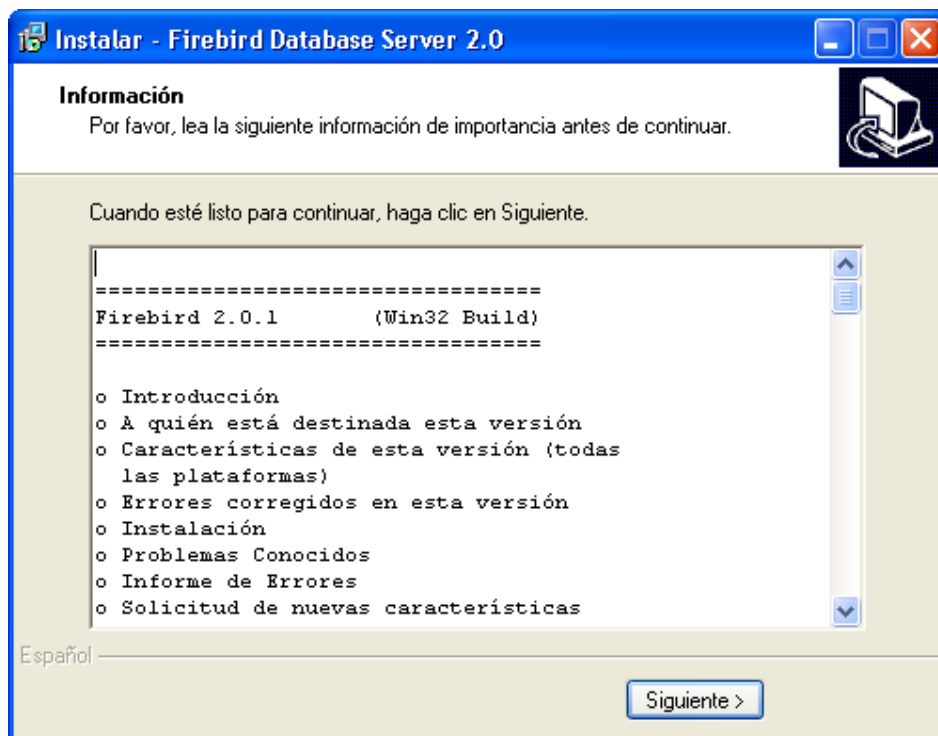 Instalar - Firebird Database Server 2.0
Información
Por favor, lea la siguiente información de importancia antes de continuar.
Cuando esté listo para continuar, haga clic en Siguiente.
==================================
Firebird 2.0.1       (Win32 Build)
==================================
o Introducción
o A quién está destinada esta versión
o Características de esta versión (todas
  las plataformas)
o Errores corregidos en esta versión
o Instalación
o Problemas Conocidos
o Informe de Errores
o Solicitud de nuevas características
Español
Siguiente >